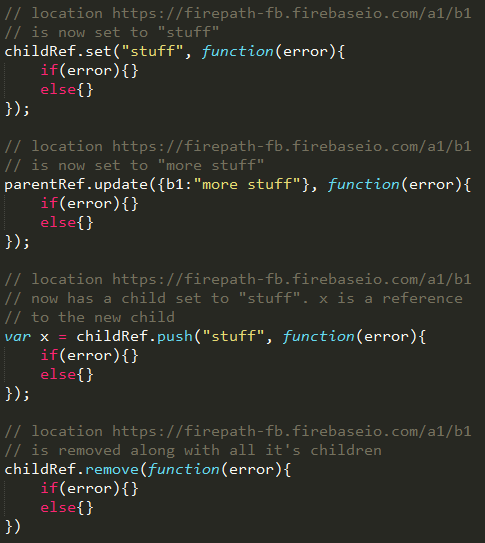 // location https://firepath-fb.firebaseio.com/a1/b1
// is now set to "stuff"
childRef.set("stuff", function(error){
    if(error){}
    else{}
});

// location https://firepath-fb.firebaseio.com/a1/b1
// is now set to "more stuff"
parentRef.update({b1:"more stuff"}, function(error){
    if(error){}
    else{}
});

// location https://firepath-fb.firebaseio.com/a1/b1
// now has a child set to "stuff". x is a reference
// to the new child
var x = childRef.push("stuff", function(error){
    if(error){}
    else{}
});

// location https://firepath-fb.firebaseio.com/a1/b1
// is removed along with all it's children
childRef.remove(function(error){
    if(error){}
    else{}
})